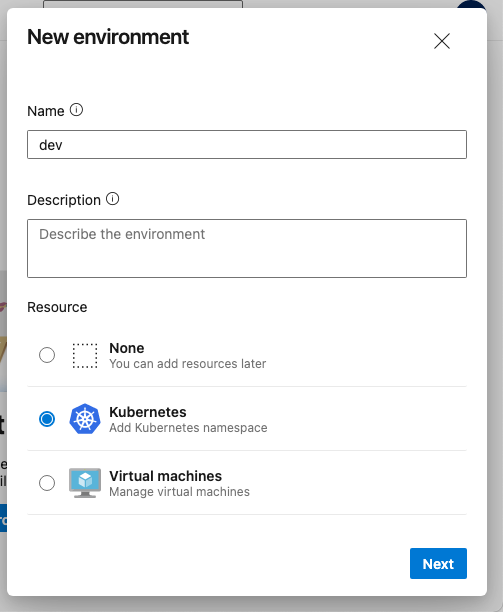 New environment
Name
dev
Description
Describe the environment
Resource
None
You can add resources later
Kubernetes
Add Kubernetes namespace
Virtual machines
Manage virtual machines
Next